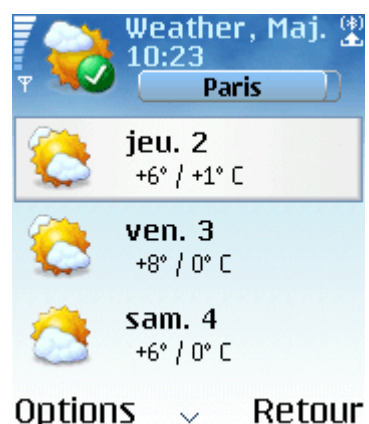 Weather, Maj.
10:23
Paris
jeu. 2
+6° / +1° C
ven. 3
+8° / 0° C
sam. 4
+6° / 0° C
Options Retour